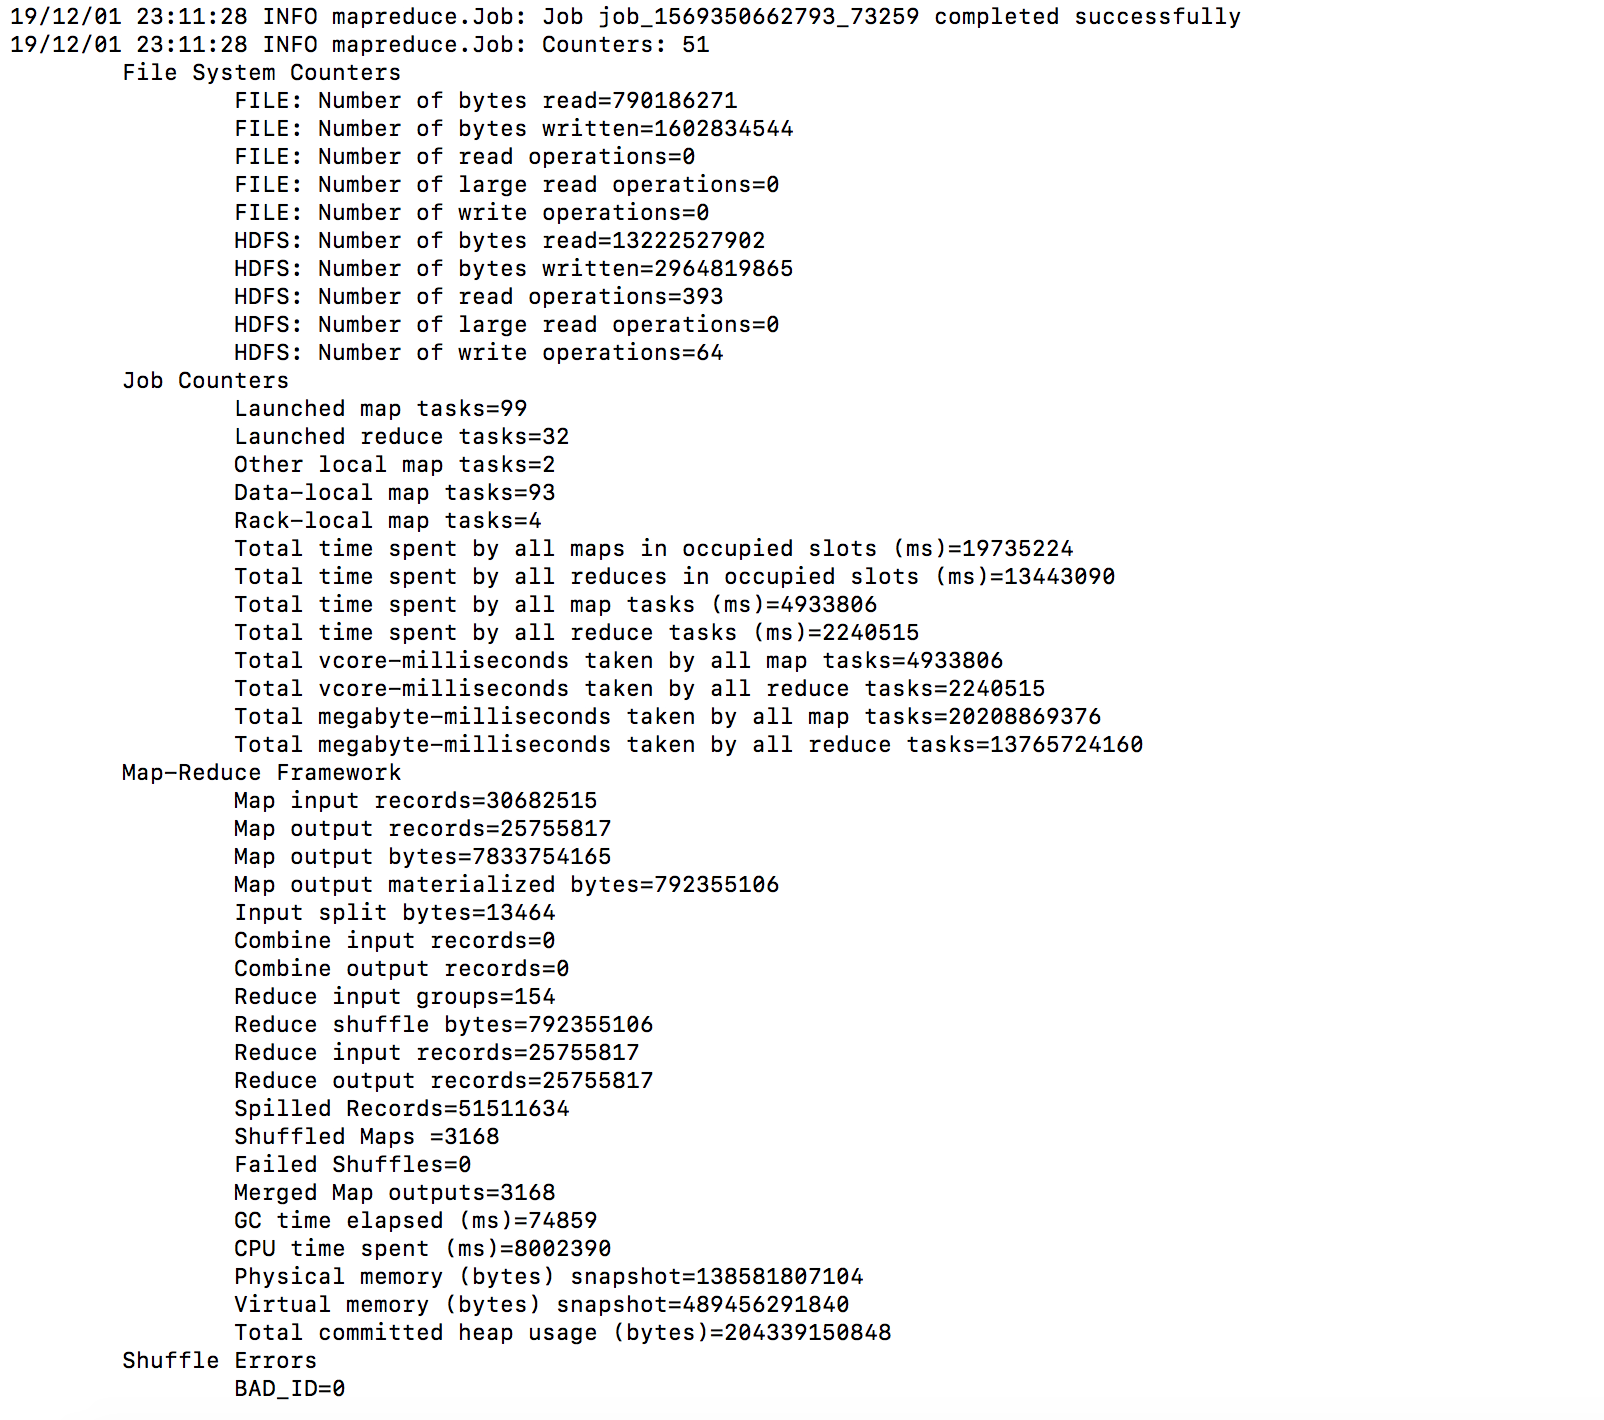 19/12/01 23:11:28 INFO mapreduce.Job: Job job_1569350662793_73259 completed successfully
19/12/01 23:11:28 INFO mapreduce.Job: Counters: 51
File System Counters
FILE: Number of bytes read=790186271
FILE: Number of bytes written=1602834544
FILE: Number of read operations=0
FILE: Number of large read operations=0
FILE: Number of write operations=0
HDFS: Number of bytes read=13222527902
HDFS: Number of bytes written=2964819865
HDFS: Number of read operations=393
HDFS: Number of large read operations=0
HDFS: Number of write operations=64
Job Counters
Launched map tasks=99
Launched reduce tasks=32
Other local map tasks=2
Data-local map tasks=93
Rack-local map tasks=4
Total time spent by all maps in occupied slots (ms)=19735224
Total time spent by all reduces in occupied slots (ms)=13443090
Total time spent by all map tasks (ms)=4933806
Total time spent by all reduce tasks (ms)=2240515
Total vcore-milliseconds taken by all map tasks=4933806
Total vcore-milliseconds taken by all reduce tasks=2240515
Total megabyte-milliseconds taken by all map tasks=20208869376
Total megabyte-milliseconds taken by all reduce tasks=13765724160
Map-Reduce Framework
Map input records=30682515
Map output records=25755817
Map output bytes=7833754165
Map output materialized bytes=792355106
Input split bytes=13464
Combine input records=0
Combine output records=0
Reduce input groups=154
Reduce shuffle bytes=792355106
Reduce input records=25755817
Reduce output records=25755817
Spilled Records=51511634
Shuffled Maps =3168
Failed Shuffles=0
Merged Map outputs=3168
GC time elapsed (ms)=74859
CPU time spent (ms)=8002390
Physical memory (bytes) snapshot=138581807104
Virtual memory (bytes) snapshot=489456291840
Total committed heap usage (bytes)=204339150848
Shuffle Errors
BAD_ID=0